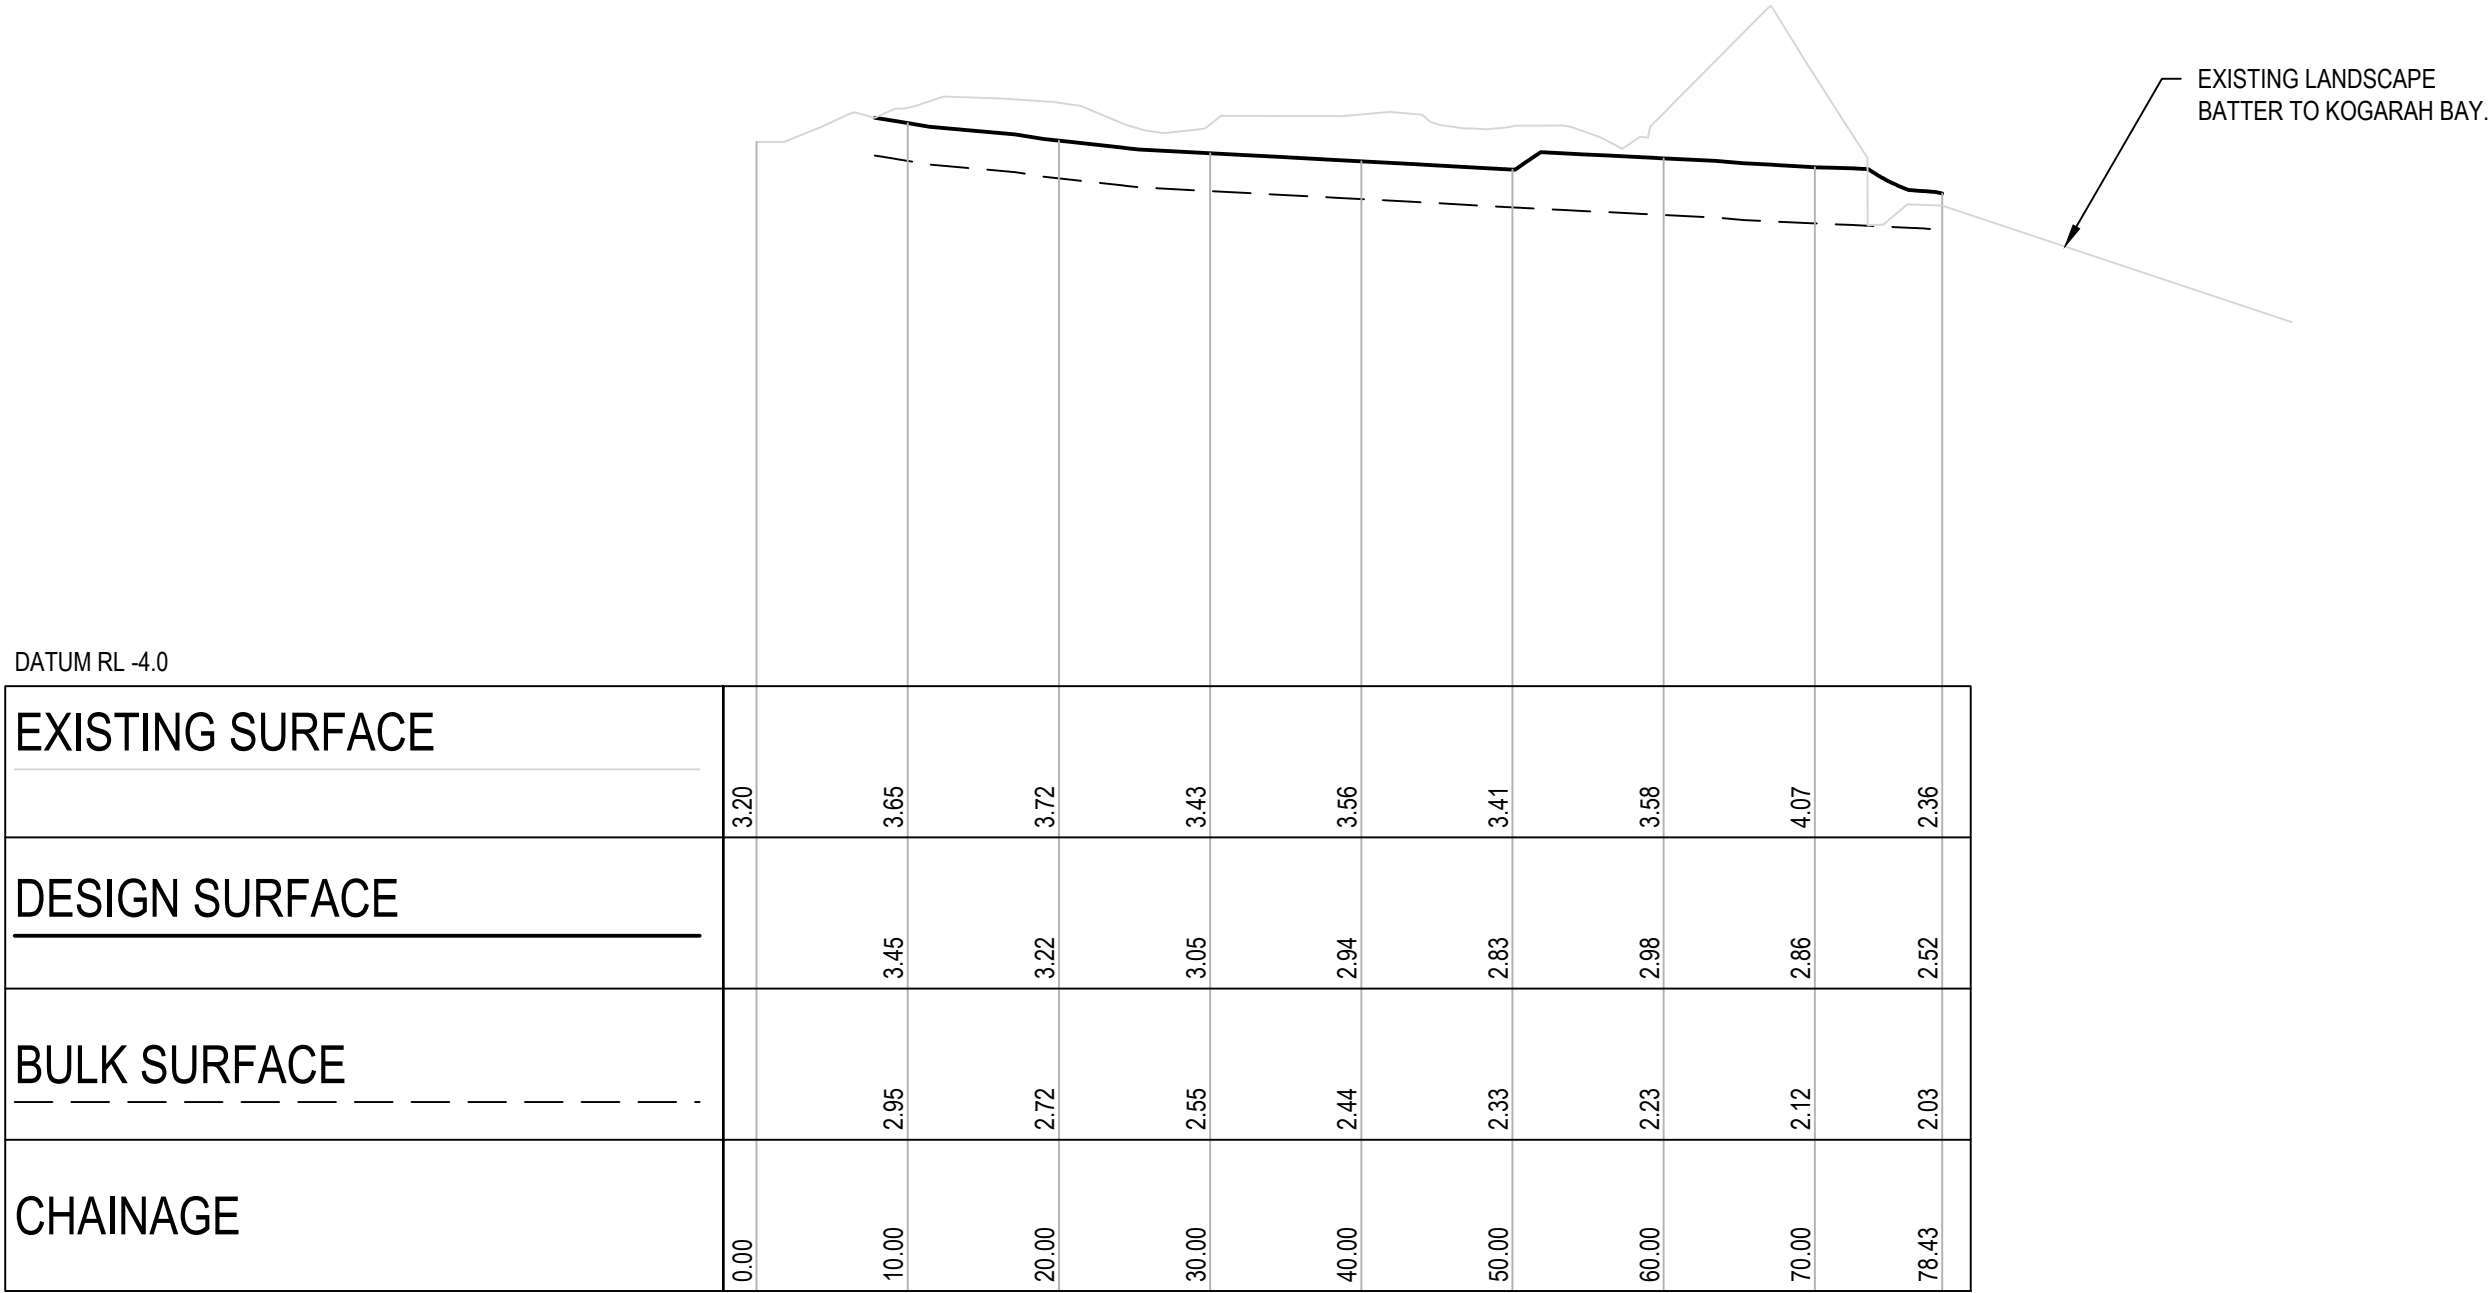 EXISTING LANDSCAPE
BATTER TO KOGARAH BAY.
DATUM RL -4.0
EXISTING SURFACE
3.20 3.65 3.72 3.43 3.56 3.41 3.58 4.07 2.36
DESIGN SURFACE
3.45 3.22 3.05 2.94 2.83 2.98 2.86 2.52
BULK SURFACE
2.95 2.72 2.55 2.44 2.33 2.23 2.12 2.03
CHAINAGE
0.00 10.00 20.00 30.00 40.00 50.00 60.00 70.00 78.43